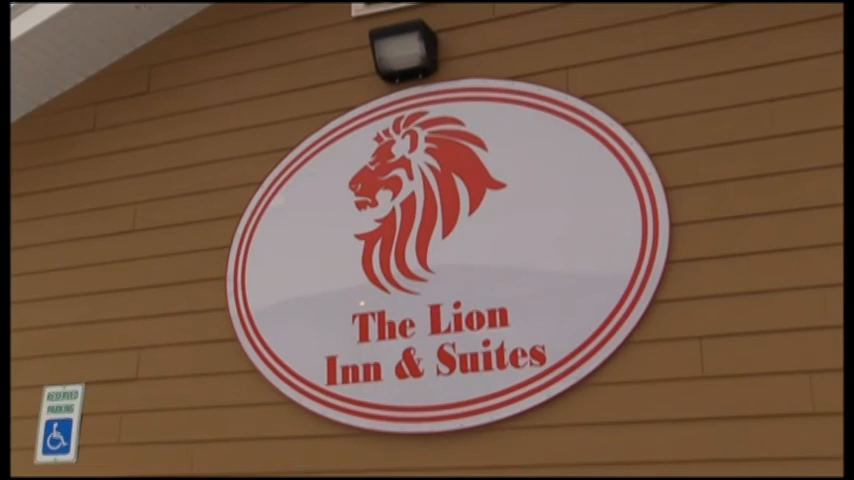 The Lion
Inn & Suites
RESERVED
PARKING